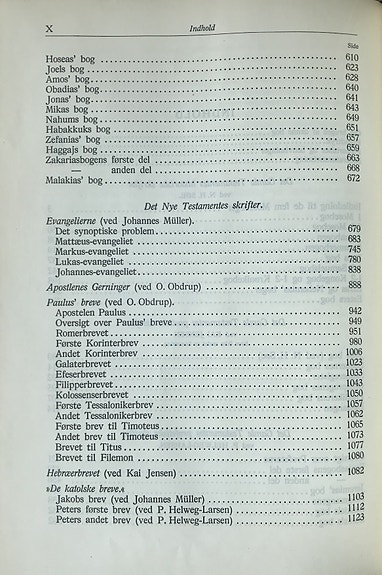 X
Indhold
Side
Hoseas' bog 610
Joels bog 623
Amos' bog 628
Obadias' bog 640
Jonas' bog 641
Mikas bog 643
Nahums bog 649
Habakkuks bog 651
Zefanias' bog 657
Haggajs bog 659
Zakariasbogens første del 663
— anden del 668
Malakias' bog 672
Det Nye Testamentes skrifter.
Evangelierne (ved Johannes Müller).
Det synoptiske problem 679
Mattæus-evangeliet 683
Markus-evangeliet 745
Lukas-evangeliet 780
Johannes-evangeliet 838
Apostlenes Gerninger (ved O. Obdrup) 888
Paulus' breve (ved O. Obdrup).
Apostelen Paulus 942
Oversigt over Paulus' breve 949
Romerbrevet 951
Første Korinterbrev 980
Andet Korinterbrev 1006
Galaterbrevet 1023
Efeserbrevet 1033
Filipperbrevet 1043
Kolossenserbrevet 1050
Første Tessalonikerbrev 1057
Andet Tessalonikerbrev 1062
Første brev til Timoteus 1065
Andet brev til Timoteus 1073
Brevet til Titus 1077
Brevet til Filemon 1080
Hebræerbrevet (ved Kai Jensen) 1082
»De katolske breve«
Jakobs brev (ved Johannes Müller) 1103
Peters første brev (ved P. Helweg-Larsen) 1112
Peters andet brev (ved P. Helweg-Larsen) 1123